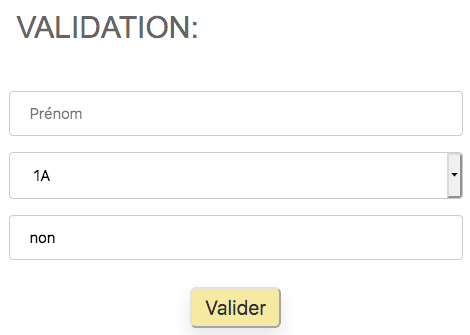 VALIDATION:
Prénom
1A
non
Valider